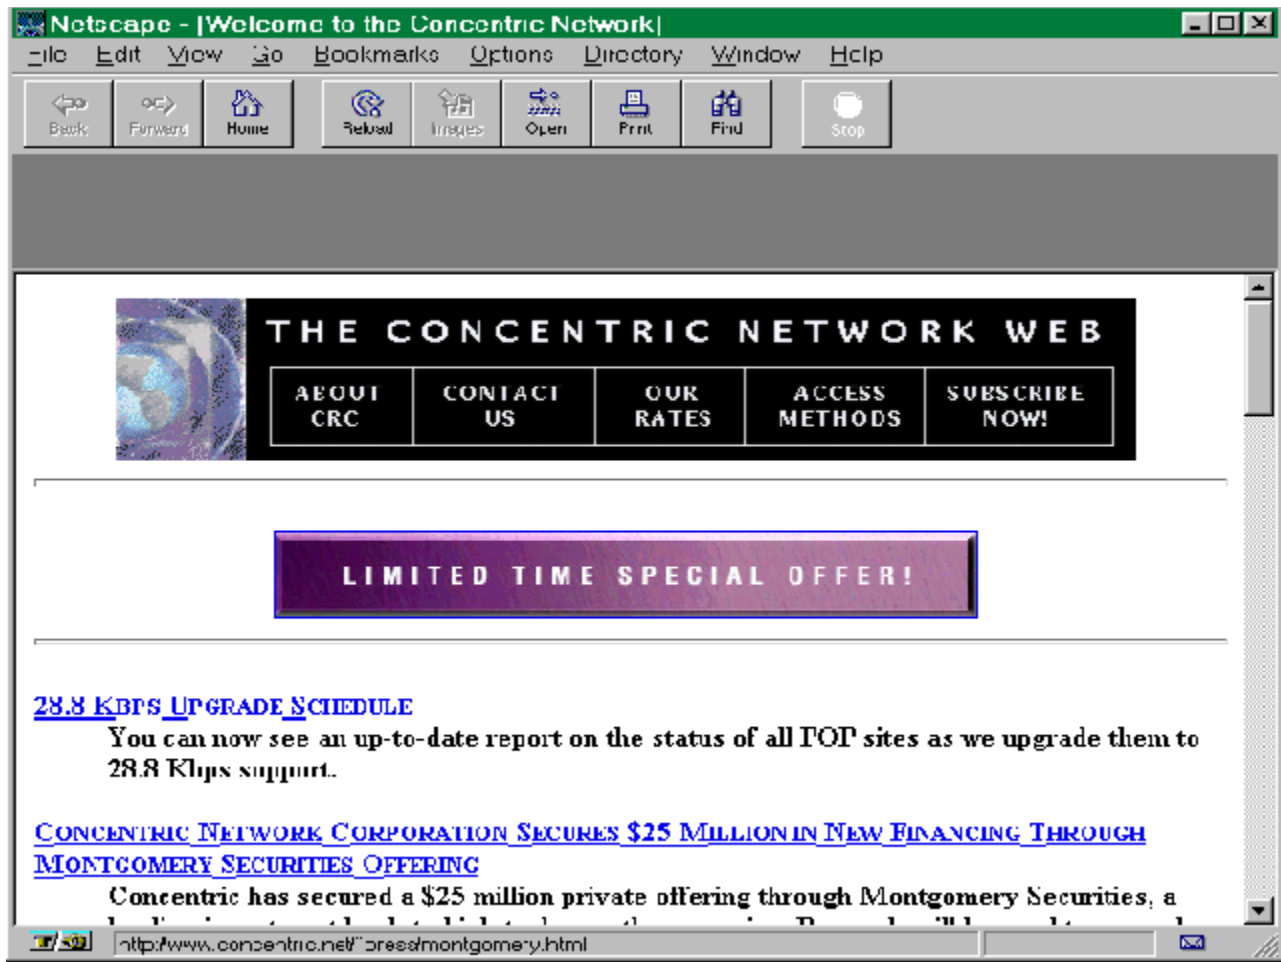 Netscape - [Welcome to the Concentric Network]
File Edit View Go Bookmarks Options Directory Window Help
Back Forward Home Reload Images Open Print Find Stop
THE CONCENTRIC NETWORK WEB
ABOUT CRC
CONTACT US
OUR RATES
ACCESS METHODS
SUBSCRIBE NOW!
LIMITED TIME SPECIAL OFFER!
28.8 KBPS UPGRADE SCHEDULE
You can now see an up-to-date report on the status of all POP sites as we upgrade them to
28.8 Kbps support.
CONCENTRIC NETWORK CORPORATION SECURES $25 MILLION IN NEW FINANCING THROUGH
MONTGOMERY SECURITIES OFFERING
Concentric has secured a $25 million private offering through Montgomery Securities, a
http://www.concentric.net/~press/montgomery.html